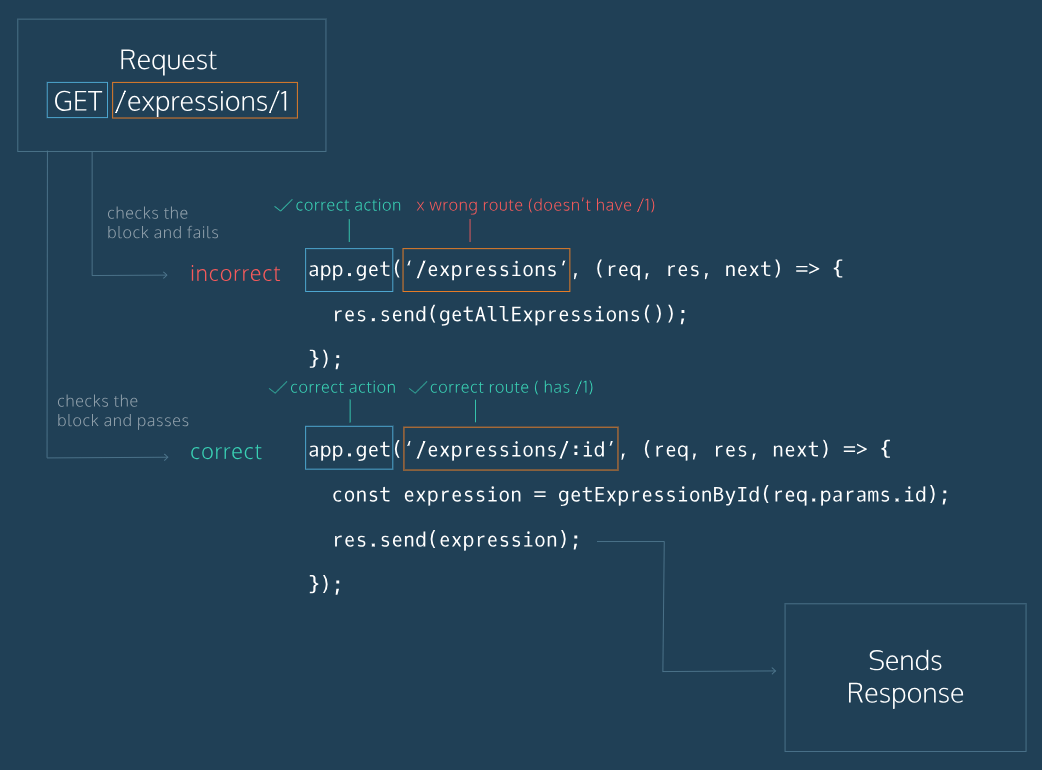 Request
GET /expressions/1
checks the
block and fails
✓correct action x wrong route (doesn't have /1)
incorrect
app.get(‘/expressions’, (req, res, next) => {
res.send(getAllExpressions());
});
✓correct action ✓correct route ( has /1)
checks the
block and passes
correct
app.get(‘/expressions/:id’, (req, res, next) => {
const expression = getExpressionById(req.params.id);
res.send(expression);
});
Sends
Response